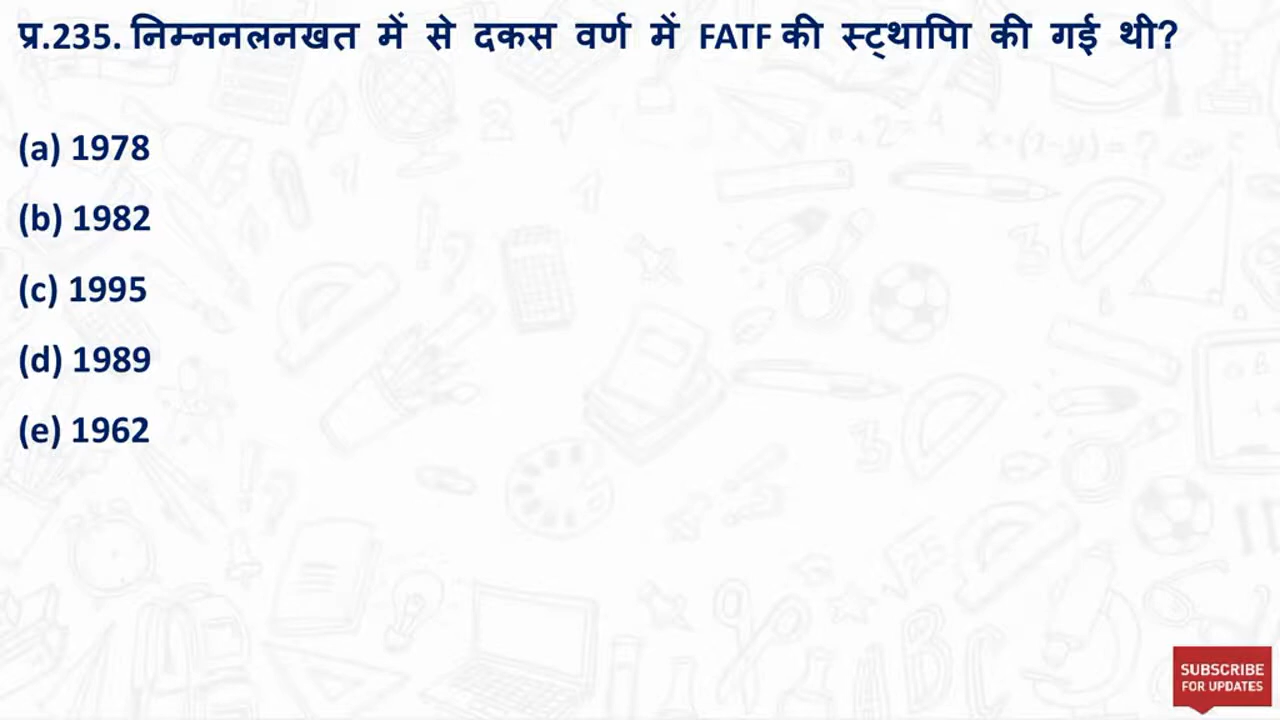 प्र.235. निम्ननलनखत में से दकस वर्ण में FATF की स्ट्थापिा की गई थी?
(a) 1978
(b) 1982
(c) 1995
(d) 1989
(e) 1962
SUBSCRIBE
FOR UPDATES